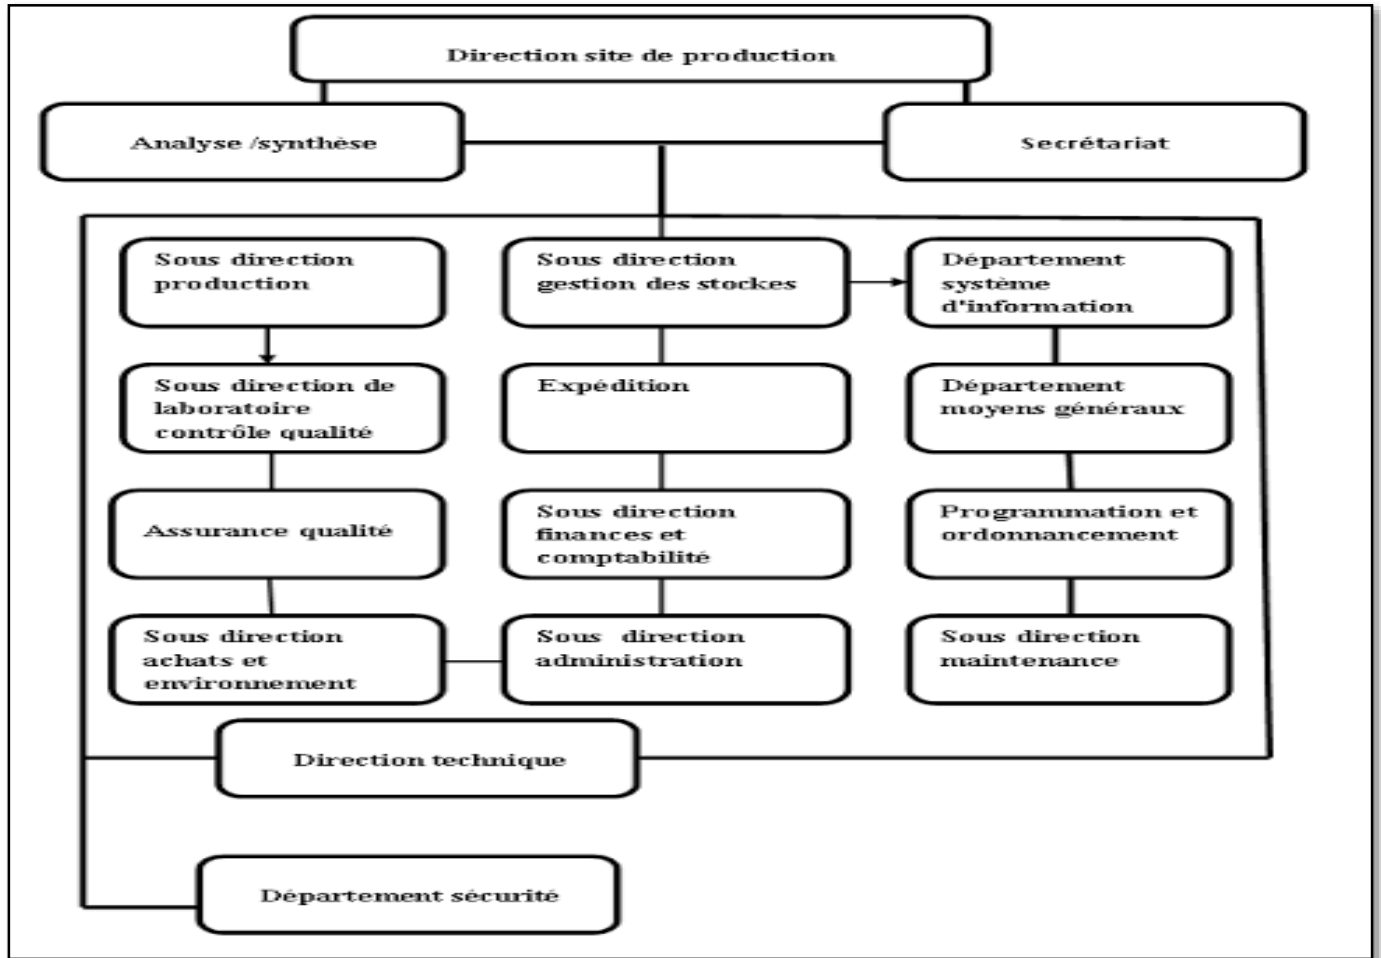 Direction site de production
Analyse /synthèse
Secrétariat
Sous direction
production
Sous direction
gestion des stockes
Département
système
d'information
Sous direction de
laboratoire
contrôle qualité
Expédition
Département
moyens généraux
Assurance qualité
Sous direction
finances et
comptabilité
Programmation et
ordonnancement
Sous direction
achats et
environnement
Sous direction
administration
Sous direction
maintenance
Direction technique
Département sécurité